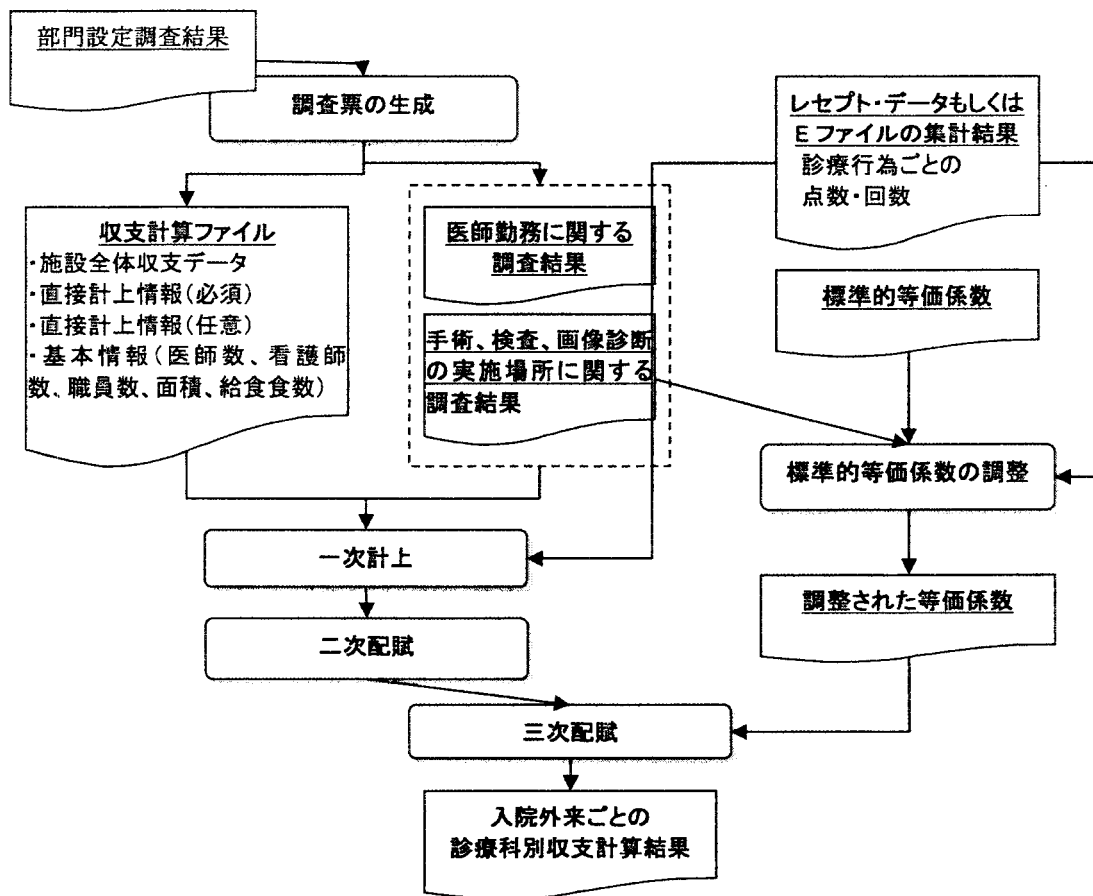 部門設定調査結果
調査票の生成
レセプト・データもしくは
Eファイルの集計結果
診療行為ごとの
点数・回数
収支計算ファイル
・施設全体収支データ
・直接計上情報(必須)
・直接計上情報(任意)
・基本情報(医師数、看護師
数、職員数、面積、給食食数)
医師勤務に関する
調査結果
手術、検査、画像診断
の実施場所に関する
調査結果
標準的等価係数
標準的等価係数の調整
一次計上
調整された等価係数
二次配賦
三次配賦
入院外来ごとの
診療科別収支計算結果